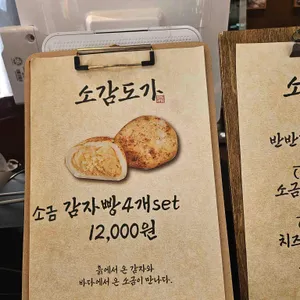 소감도가
소금 감자빵4개set
12,000원
흙에서 온 감자와
바다에서 온 소금이 만나다.
소
반반
소금
치즈